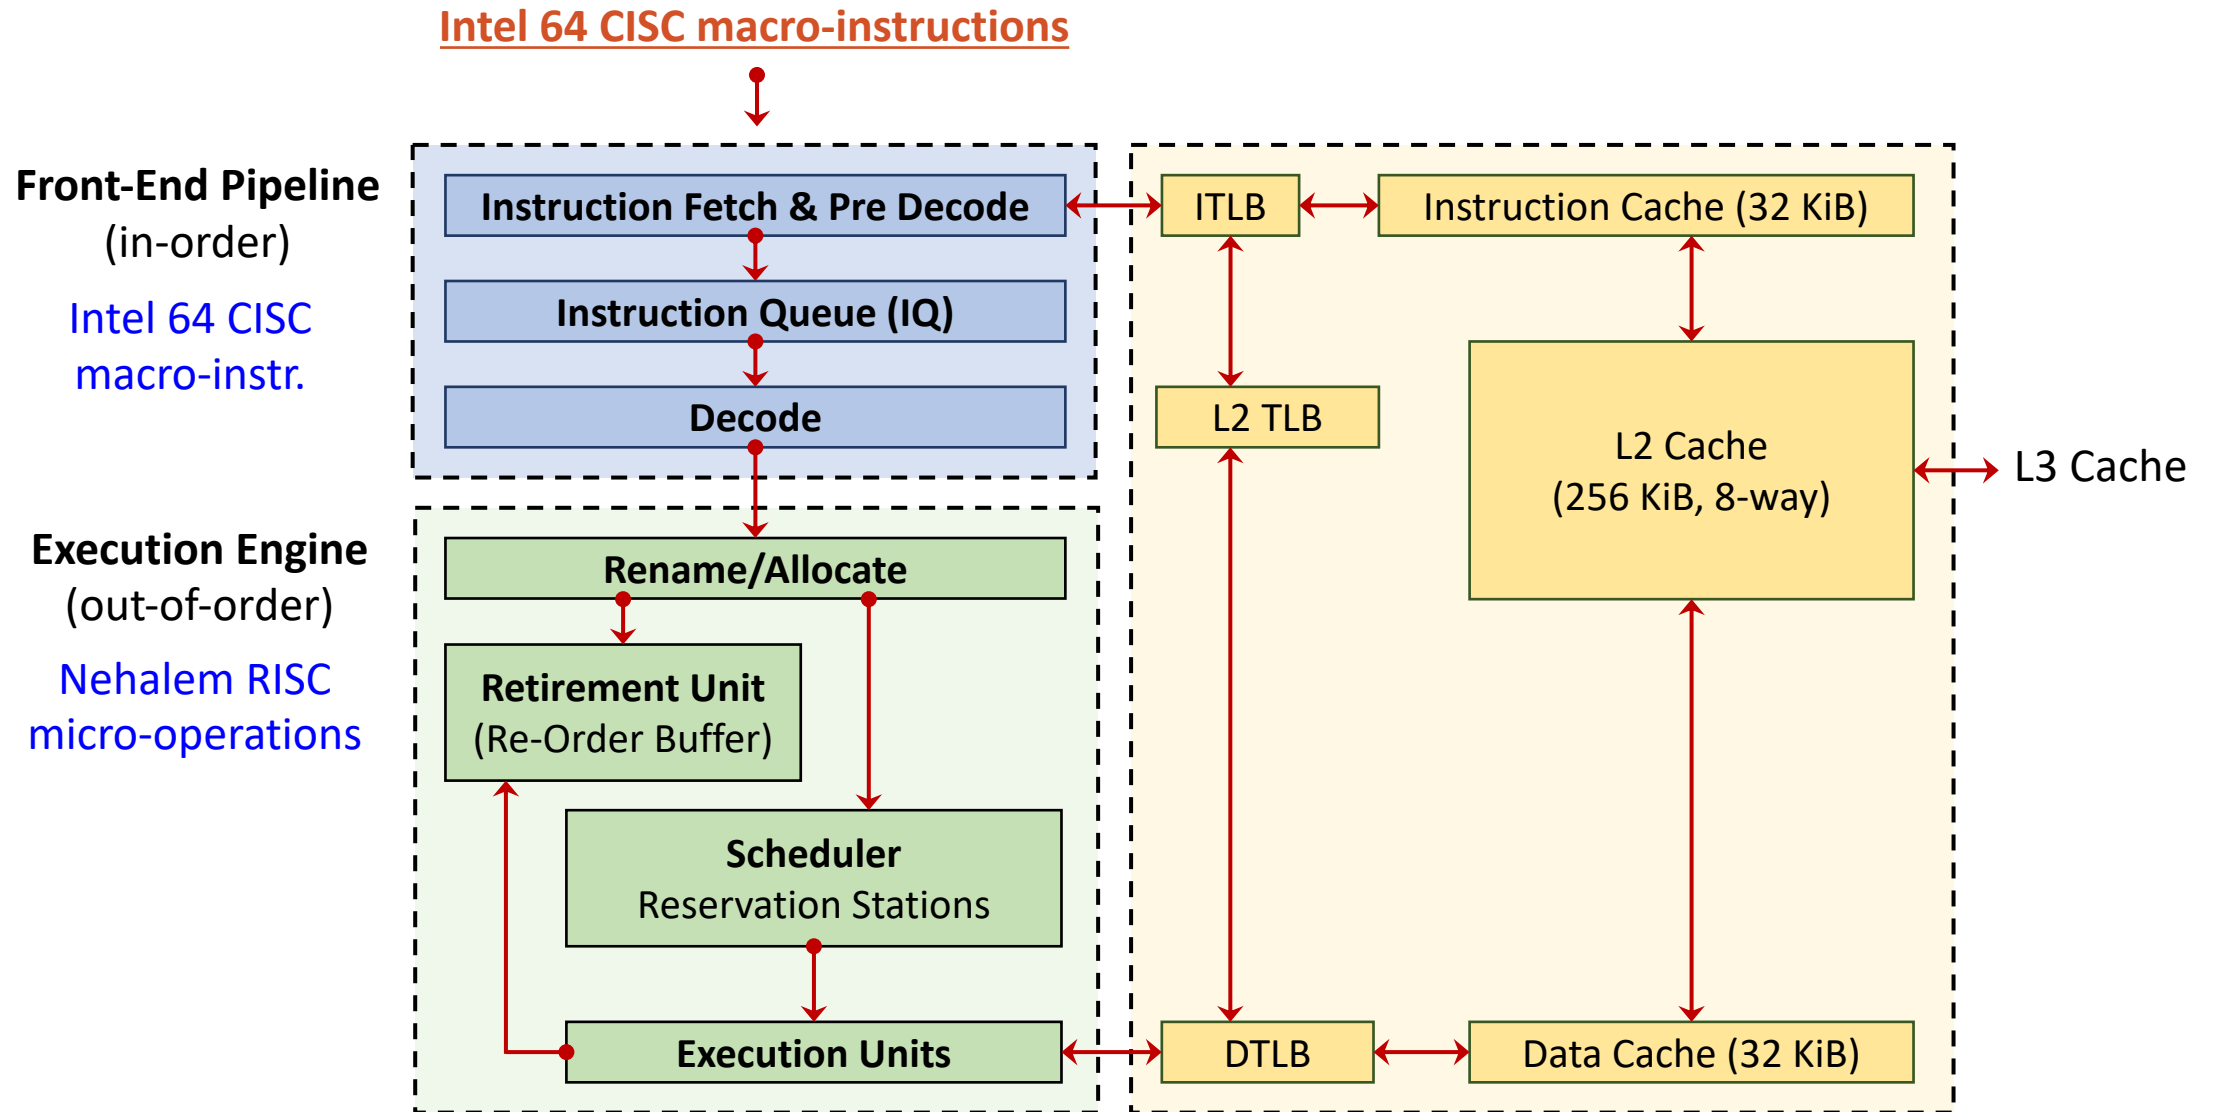 Intel 64 CISC macro-instructions
Front-End Pipeline
(in-order)
Intel 64 CISC
macro-instr.
Instruction Fetch & Pre Decode
Instruction Queue (IQ)
Decode
ITLB
Instruction Cache (32 KiB)
L2 TLB
L2 Cache
(256 KiB, 8-way)
L3 Cache
Execution Engine
(out-of-order)
Nehalem RISC
micro-operations
Rename/Allocate
Retirement Unit
(Re-Order Buffer)
Scheduler
Reservation Stations
Execution Units
DTLB
Data Cache (32 KiB)